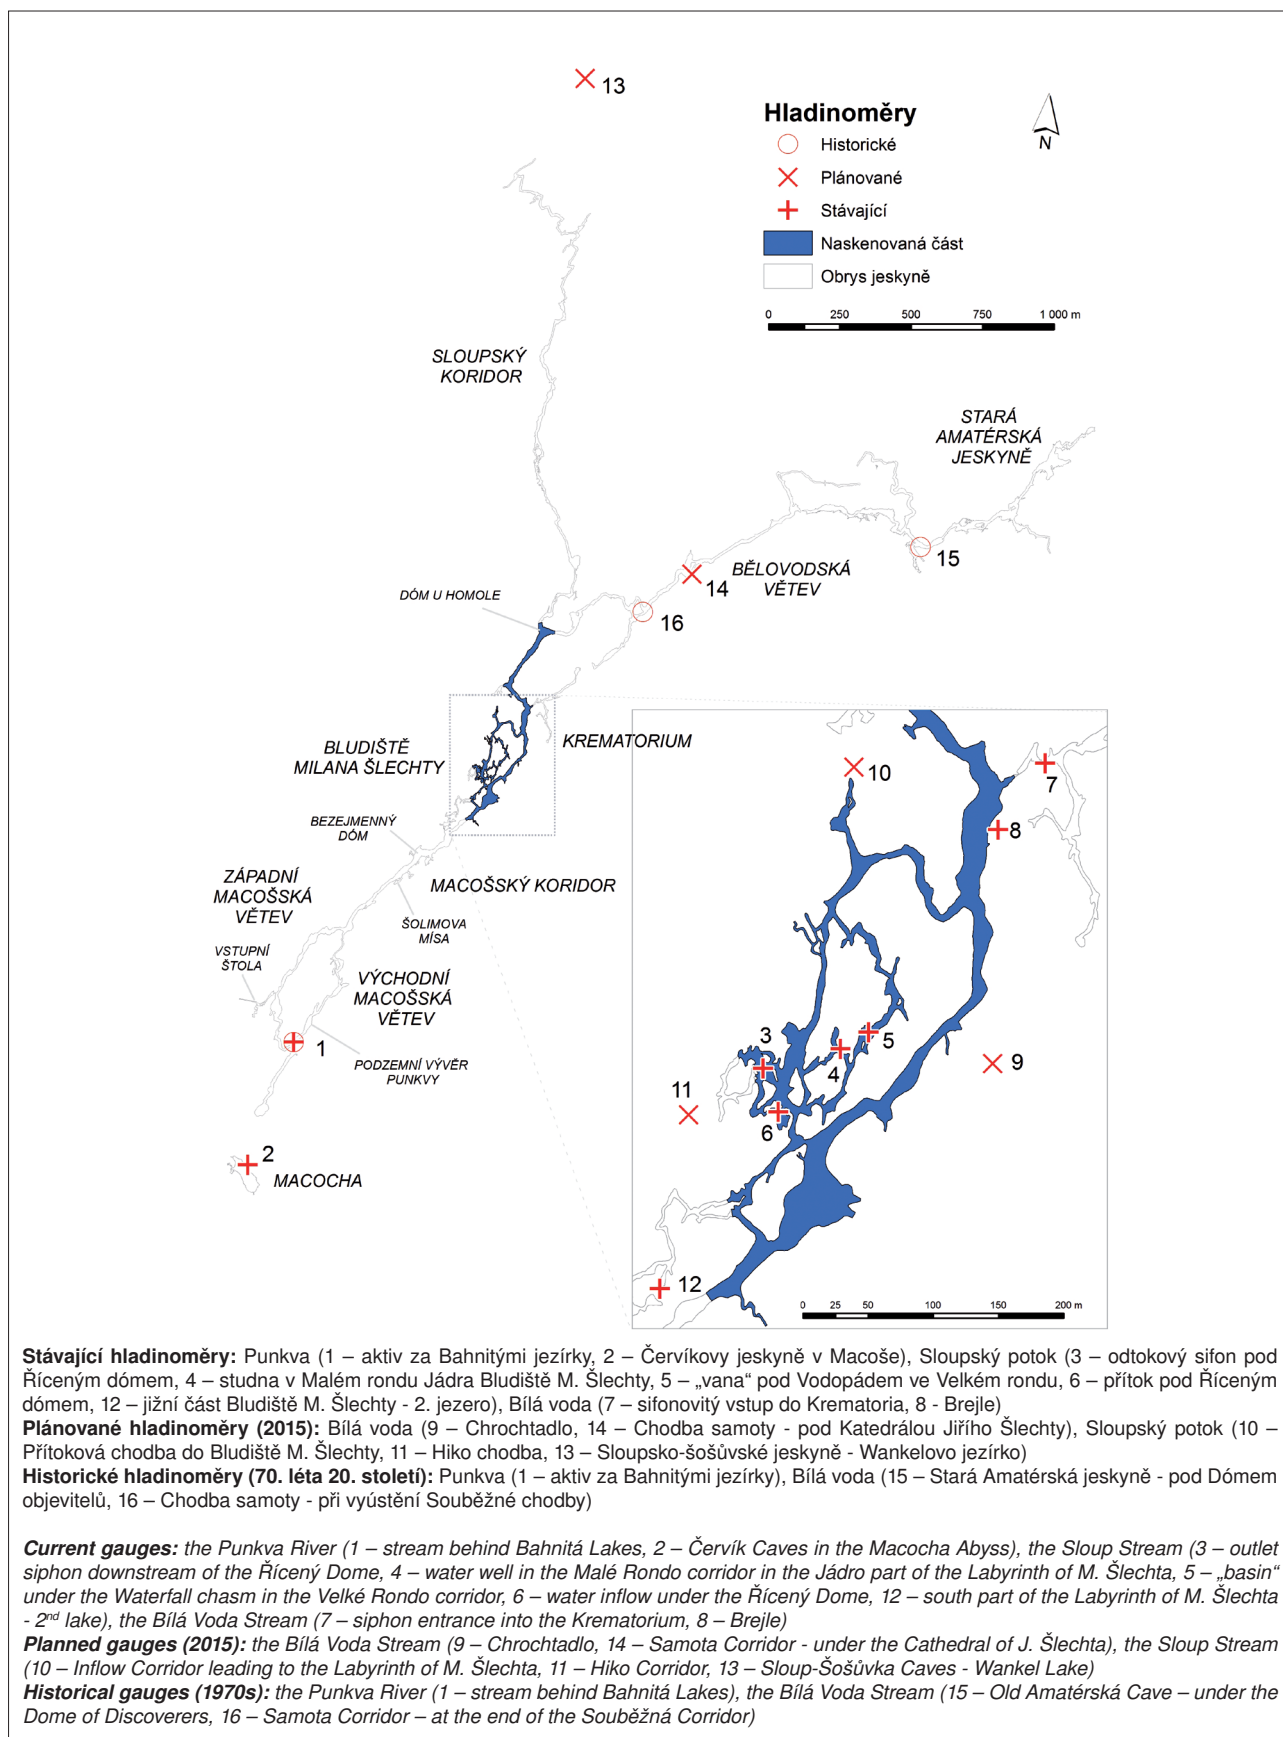 13
Hladinoměry
Historické
Plánované
Stávající
Naskenovaná část
Obrys jeskyně
N
0 250 500 750 1 000 m
SLOUPSKÝ
KORIDOR
STARÁ
AMATÉRSKÁ
JESKYNĚ
15
BĚLOVODSKÁ
VĚTEV
14
DÓM U HOMOLE
16
KREMATORIUM
BLUDIŠTĚ
MILANA ŠLECHTY
BEZEJMENNÝ
DÓM
ZÁPADNÍ
MACOŠSKÁ
VĚTEV
MACOŠSKÝ KORIDOR
ŠOLIMOVA
MÍSA
VSTUPNÍ
ŠTOLA
VÝCHODNÍ
MACOŠSKÁ
VĚTEV
1
PODZEMNÍ VÝVĚR
PUNKVY
2
MACOCHA
10
7
8
3
5
4
9
11
6
12
0 25 50 100 150 200 m
Stávající hladinoměry: Punkva (1 – aktiv za Bahnitými jezírky, 2 – Červíkovy jeskyně v Macoše), Sloupský potok (3 – odtokový sifon pod
Říceným dómem, 4 – studna v Malém rondu Jádra Bludiště M. Šlechty, 5 – „vana“ pod Vodopádem ve Velkém rondu, 6 – přítok pod Říceným
dómem, 12 – jižní část Bludiště M. Šlechty - 2. jezero), Bílá voda (7 – sifonovitý vstup do Krematoria, 8 - Brejle)
Plánované hladinoměry (2015): Bílá voda (9 – Chrochtadlo, 14 – Chodba samoty - pod Katedrálou Jiřího Šlechty), Sloupský potok (10 –
Přítoková chodba do Bludiště M. Šlechty, 11 – Hiko chodba, 13 – Sloupsko-šošůvské jeskyně - Wankelovo jezírko)
Historické hladinoměry (70. léta 20. století): Punkva (1 – aktiv za Bahnitými jezírky), Bílá voda (15 – Stará Amatérská jeskyně - pod Dómem
objevitelů, 16 – Chodba samoty - při vyústění Souběžné chodby)
Current gauges: the Punkva River (1 – stream behind Bahnitá Lakes, 2 – Červík Caves in the Macocha Abyss), the Sloup Stream (3 – outlet
siphon downstream of the Řícený Dome, 4 – water well in the Malé Rondo corridor in the Jádro part of the Labyrinth of M. Šlechta, 5 – „basin“
under the Waterfall chasm in the Velké Rondo corridor, 6 – water inflow under the Řícený Dome, 12 – south part of the Labyrinth of M. Šlechta
- 2nd lake), the Bílá Voda Stream (7 – siphon entrance into the Krematorium, 8 – Brejle)
Planned gauges (2015): the Bílá Voda Stream (9 – Chrochtadlo, 14 – Samota Corridor - under the Cathedral of J. Šlechta), the Sloup Stream
(10 – Inflow Corridor leading to the Labyrinth of M. Šlechta, 11 – Hiko Corridor, 13 – Sloup-Šošůvka Caves - Wankel Lake)
Historical gauges (1970s): the Punkva River (1 – stream behind Bahnitá Lakes), the Bílá Voda Stream (15 – Old Amatérská Cave – under the
Dome of Discoverers, 16 – Samota Corridor – at the end of the Souběžná Corridor)